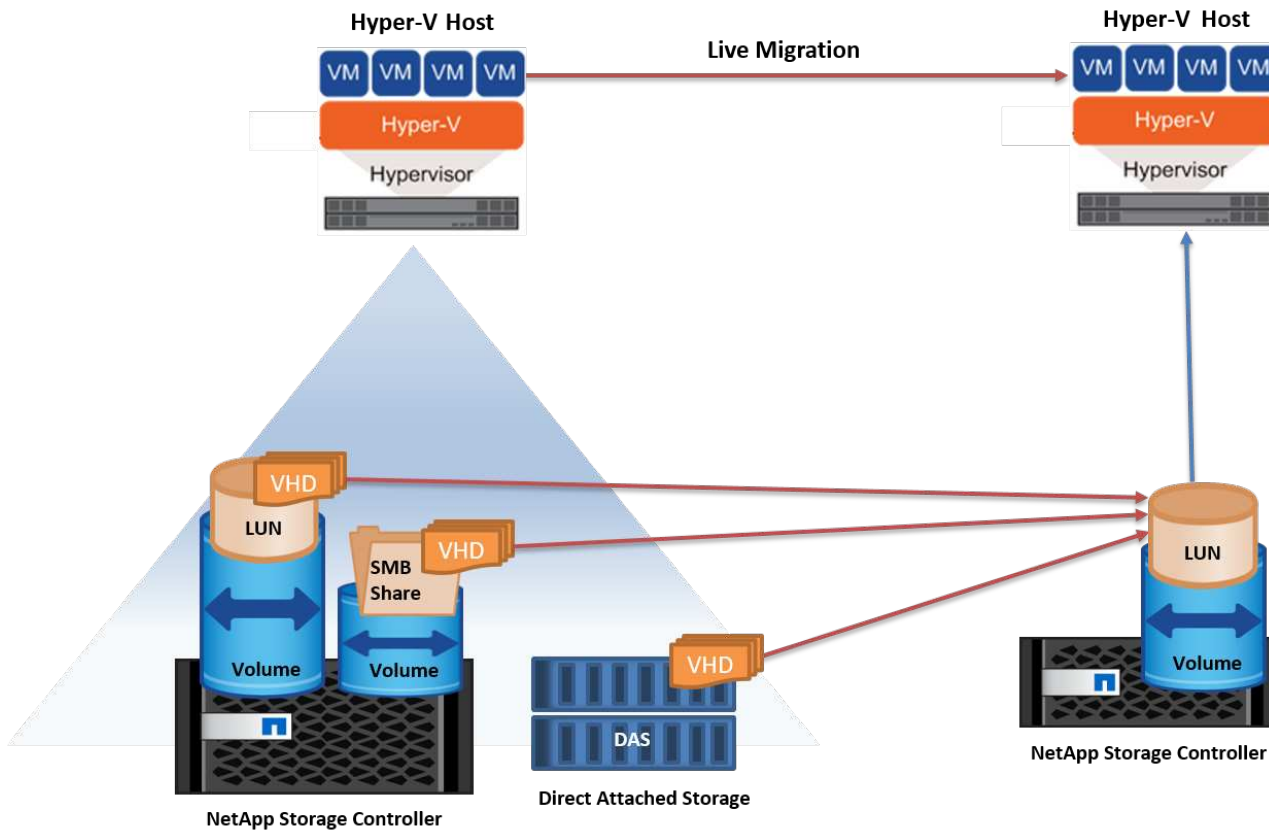 Hyper-V Host
Hyper-V Host
Live Migration
VM VM VM VM
VM VM VM VM
Hyper-V
Hyper-V
Hypervisor
Hypervisor
VHD
LUN
VHD
SMB
Share
LUN
VHD
Volume
Volume
Volume
DAS
NetApp Storage Controller
Direct Attached Storage
NetApp Storage Controller